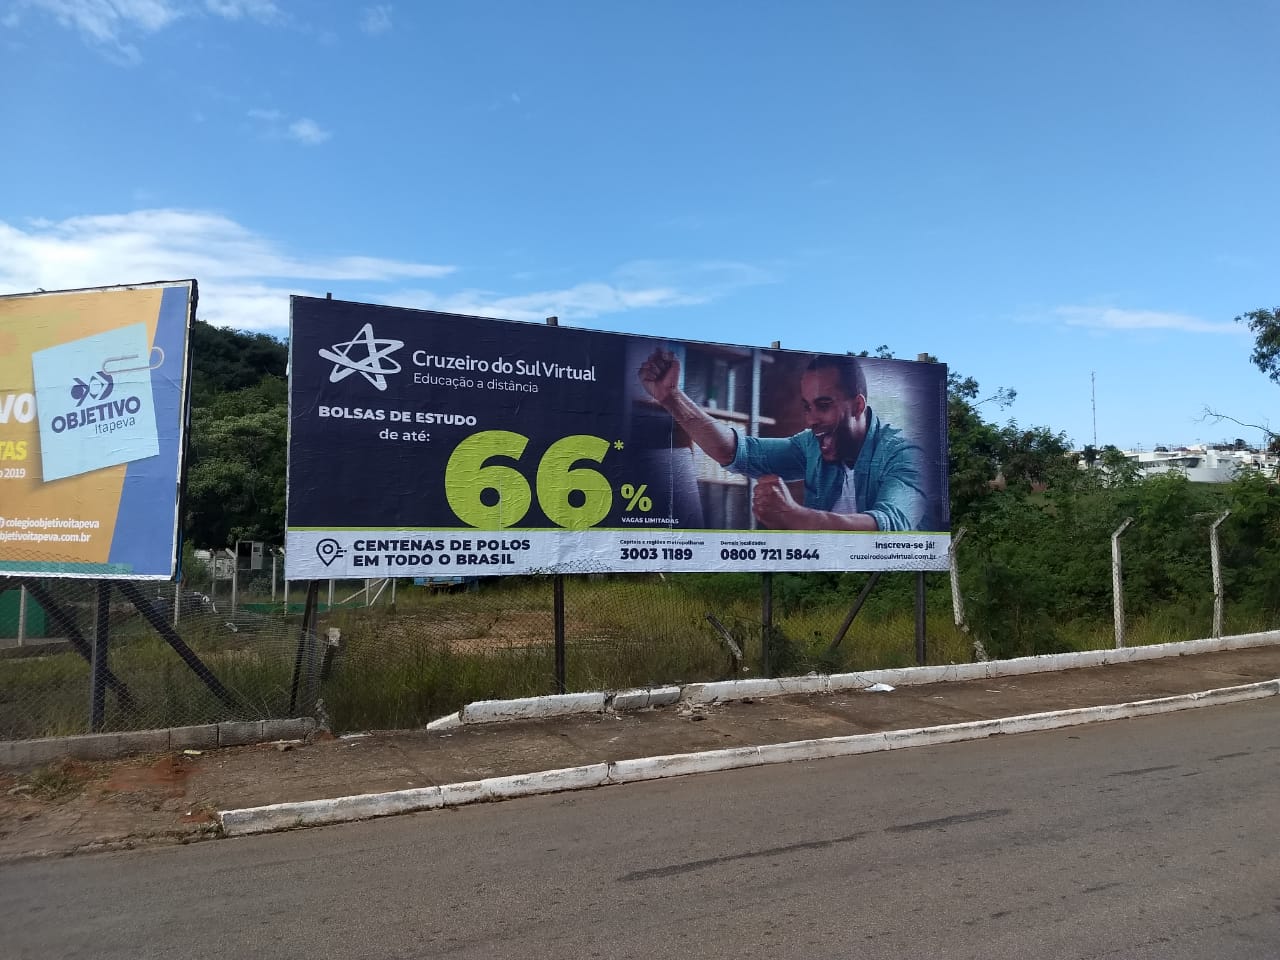 VO
TAS
2019
OBJETIVO
Itapeva
colegioobjetivoitapeva
bjetivoitapeva.com.br
Cruzeiro do Sul Virtual
Educação a distância
BOLSAS DE ESTUDO
de até:
66*%
VAGAS LIMITADAS
CENTENAS DE POLOS
EM TODO O BRASIL
Capitais e regiões metropolitanas
3003 1189
Demais localidades
0800 721 5844
Inscreva-se já!
cruzeirodosulvirtual.com.br